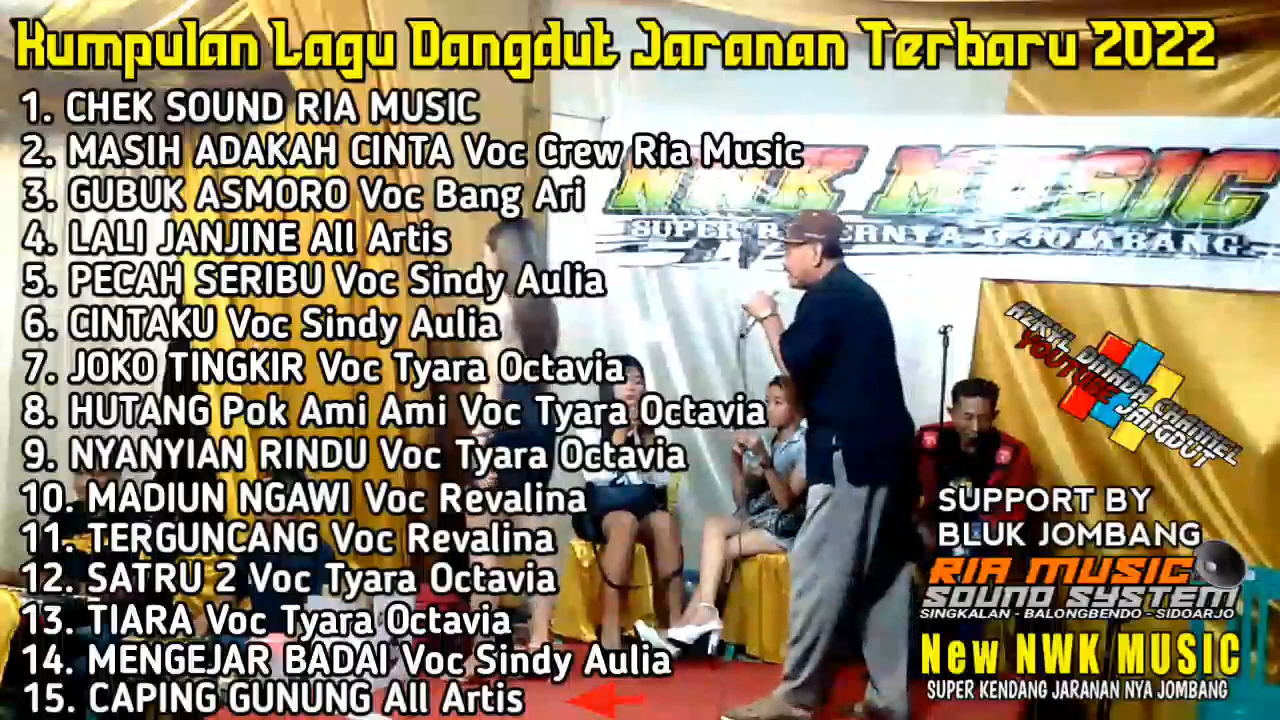 Kumpulan Lagu Dangdut Jaranan Terbaru 2022
1. CHEK SOUND RIA MUSIC
2. MASIH ADAKAH CINTA Voc Crew Ria Music
3. GUBUK ASMORO Voc Bang Ari
4. LALI JANJINE All Artis
5. PECAH SERIBU Voc Sindy Aulia
6. CINTAKU Voc Sindy Aulia
7. JOKO TINGKIR Voc Tyara Octavia
8. HUTANG Pok Ami Ami Voc Tyara Octavia
9. NYANYIAN RINDU Voc Tyara Octavia
10. MADIUN NGAWI Voc Revalina
11. TERGUNCANG Voc Revalina
12. SATRU 2 Voc Tyara Octavia
13. TIARA Voc Tyara Octavia
14. MENGEJAR BADAI Voc Sindy Aulia
15. CAPING GUNUNG All Artis
NWK MUSIC
SUPER JOMBANG
DMADA CHANNEL
YOUTUBE JANGDUT
SUPPORT BY
BLUK JOMBANG
RIA MUSIC
SOUND SYSTEM
SINGKALAN - BALONGBENDO - SIDOARJO
New NWK MUSIC
SUPER KENDANG JARANAN NYA JOMBANG